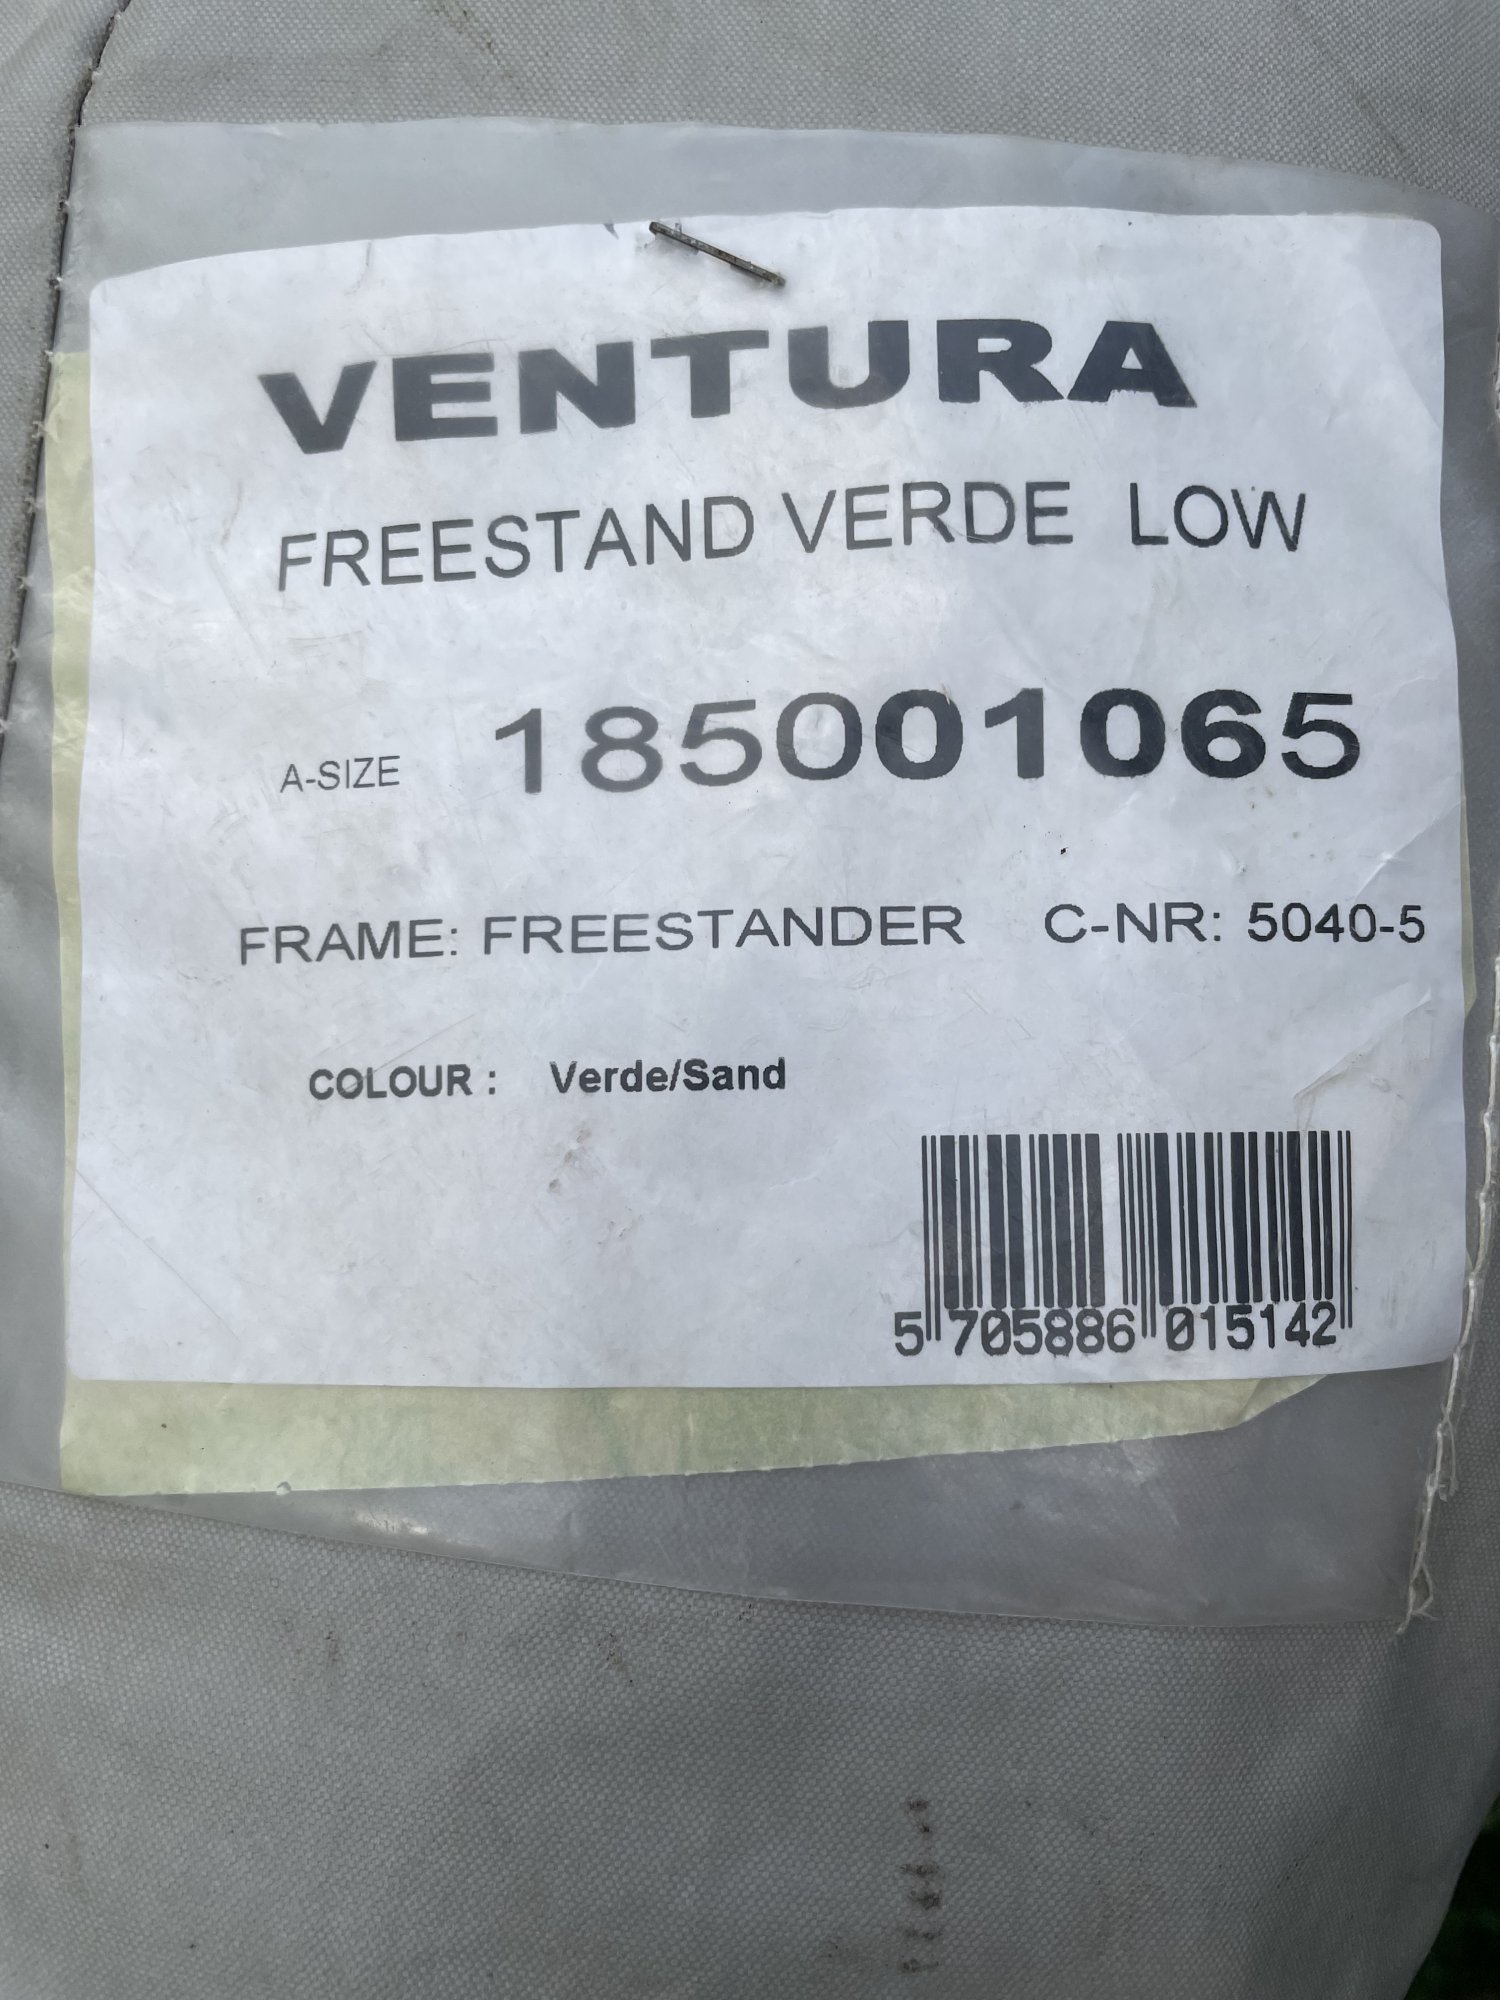 VENTURA
FREESTAND VERDE LOW
A-SIZE 185001065
FRAME: FREESTANDER C-NR: 5040-5
COLOUR : Verde/Sand
5 705886 015142